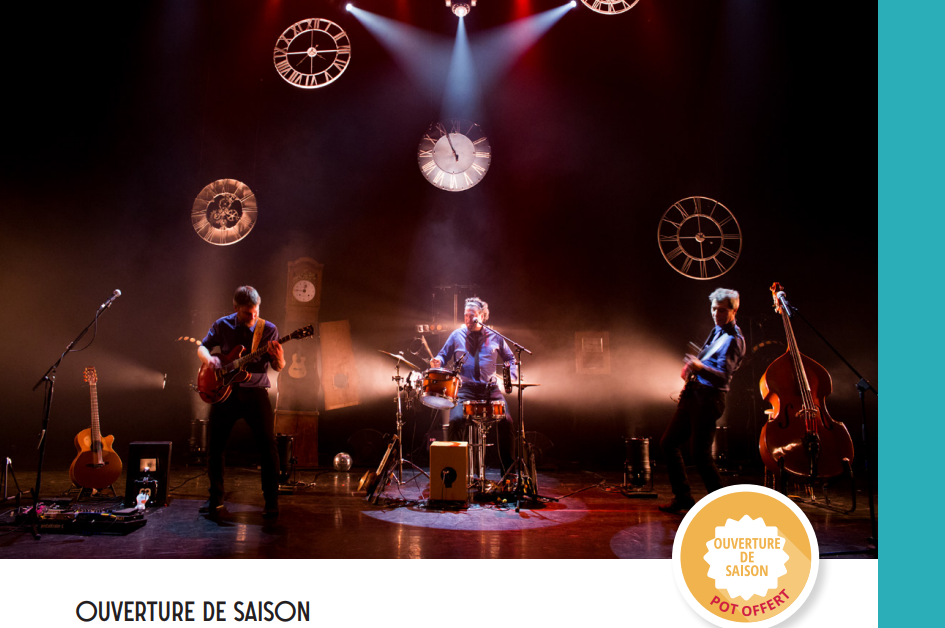 OUVERTURE
DE
SAISON
POT OFFERT
OUVERTURE DE SAISON